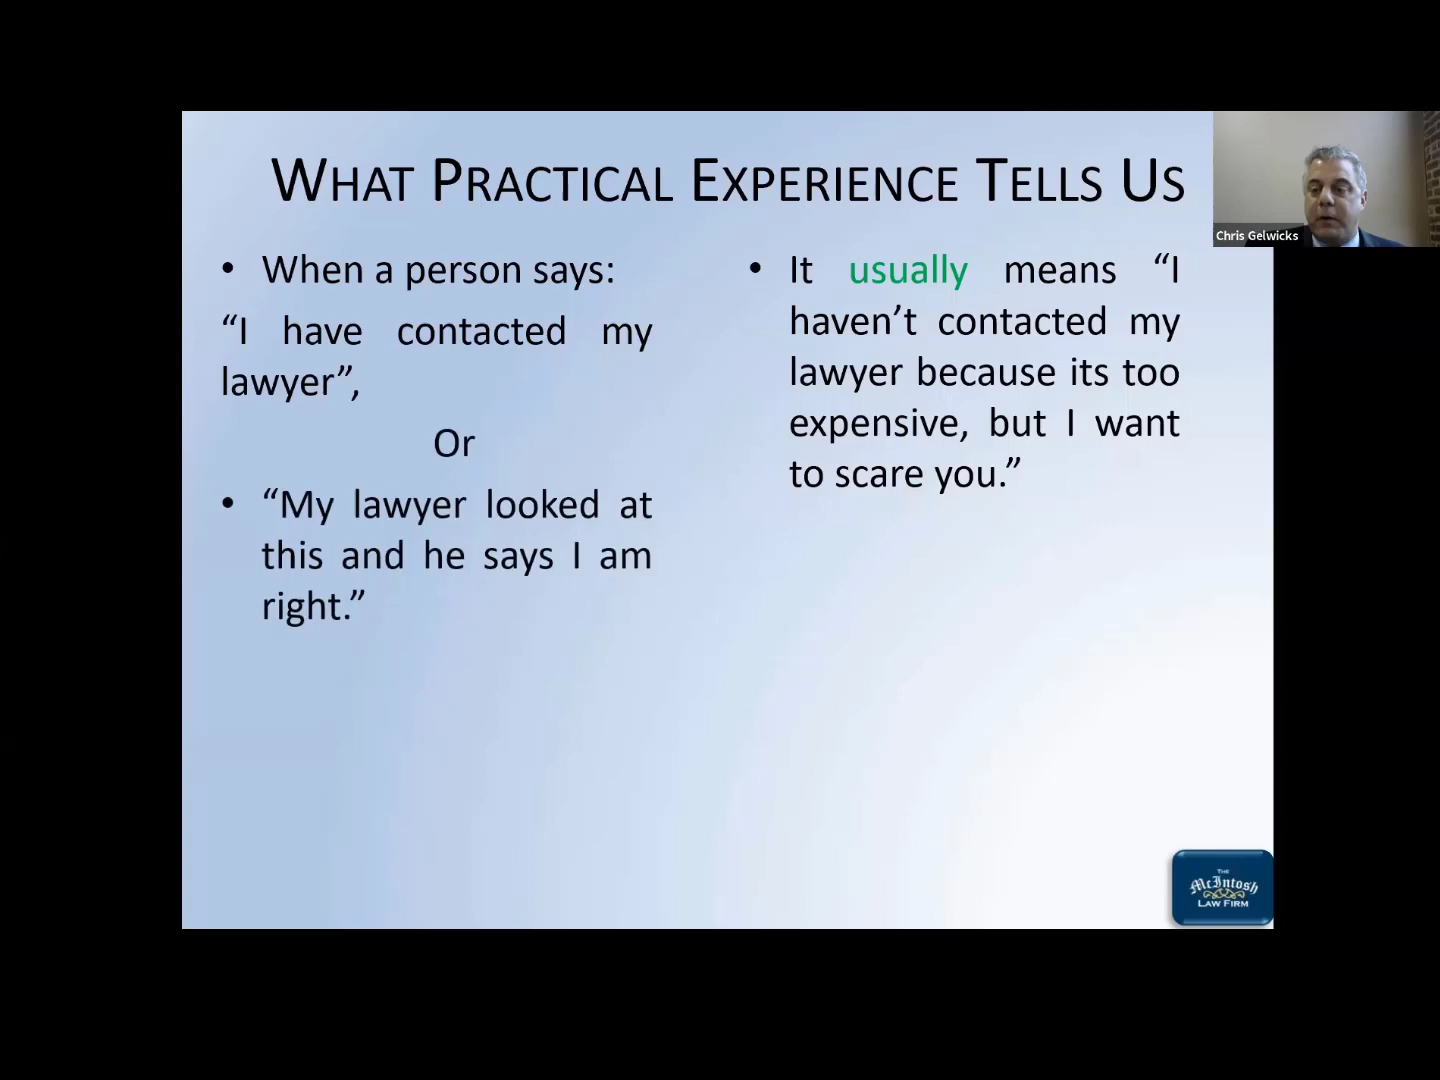 WHAT PRACTICAL EXPERIENCE TELLS US
Chris Gelwicks
• When a person says:
“I have contacted my
lawyer”,
Or
• “My lawyer looked at
this and he says I am
right.”
• It usually means “I
haven’t contacted my
lawyer because its too
expensive, but I want
to scare you.”
THE
McIntosh
LAW FIRM